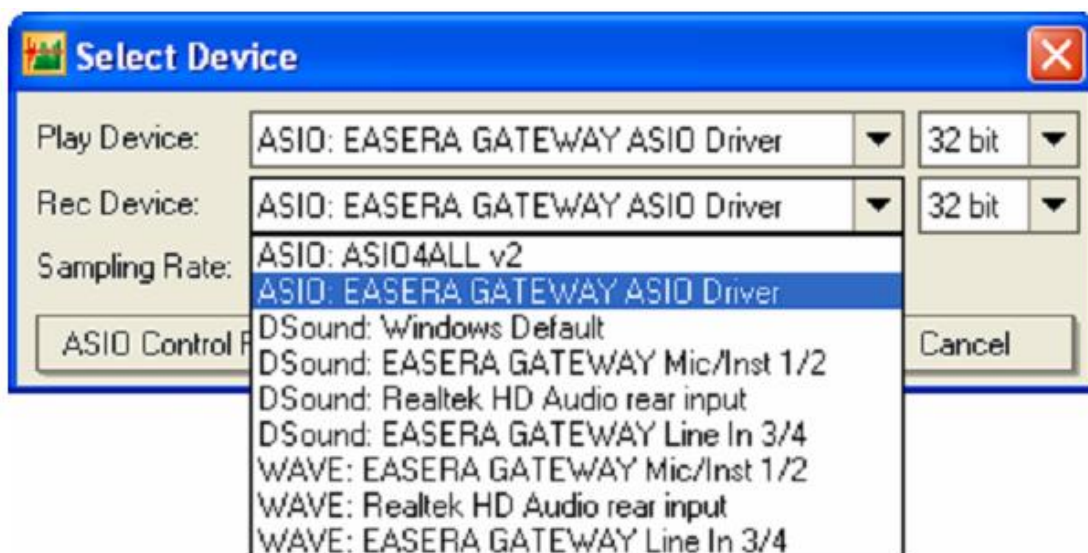 Select Device
Play Device: ASIO: EASERA GATEWAY ASIO Driver 32 bit
Rec Device: ASIO: EASERA GATEWAY ASIO Driver 32 bit
Sampling Rate:
ASIO: ASIO4ALL v2
ASIO: EASERA GATEWAY ASIO Driver
DSound: Windows Default
ASIO Control Cancel
DSound: EASERA GATEWAY Mic/Inst 1/2
DSound: Realtek HD Audio rear input
DSound: EASERA GATEWAY Line In 3/4
WAVE: EASERA GATEWAY Mic/Inst 1/2
WAVE: Realtek HD Audio rear input
WAVE: EASERA GATEWAY Line In 3/4